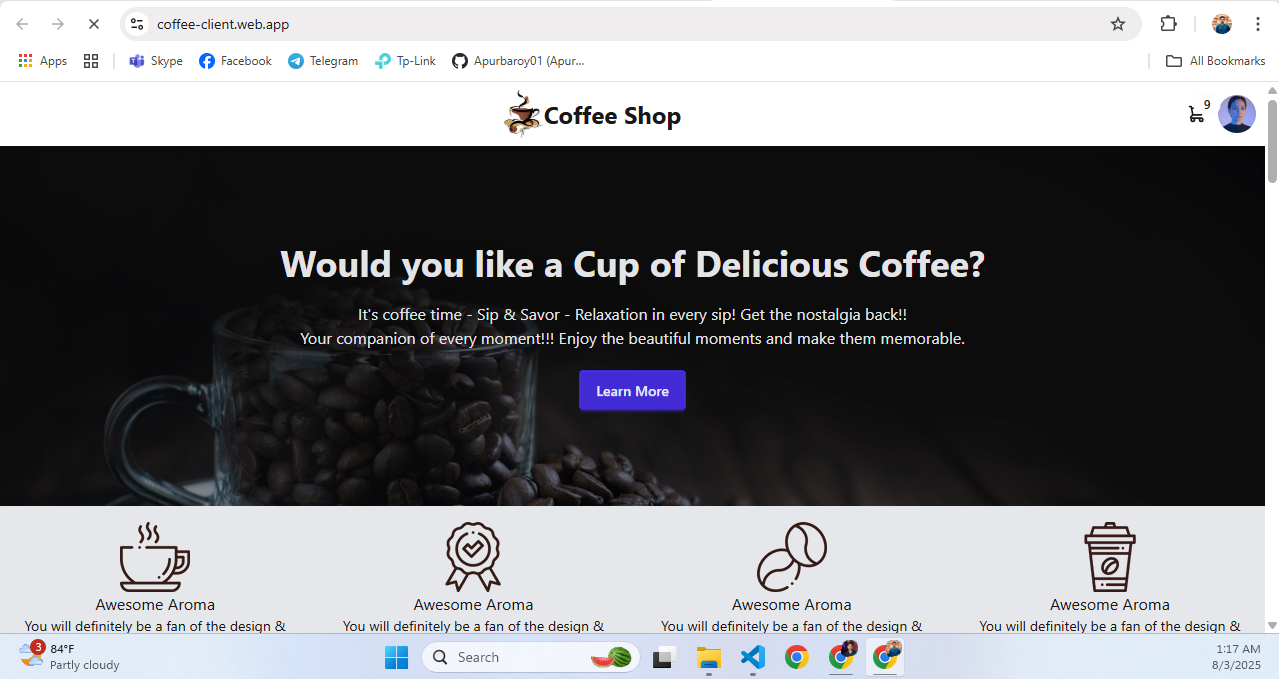 coffee-client.web.app
Apps
Skype
Facebook
Telegram
Tp-Link
Apurbaroy01 (Apur...
All Bookmarks
Coffee Shop
9
Would you like a Cup of Delicious Coffee?
It's coffee time - Sip & Savor - Relaxation in every sip! Get the nostalgia back!!
Your companion of every moment!!! Enjoy the beautiful moments and make them memorable.
Learn More
Awesome Aroma Awesome Aroma Awesome Aroma Awesome Aroma
You will definitely be a fan of the design & You will definitely be a fan of the design & You will definitely be a fan of the design & You will definitely be a fan of the design &
3
84°F
Partly cloudy
Search
1:17 AM
8/3/2025